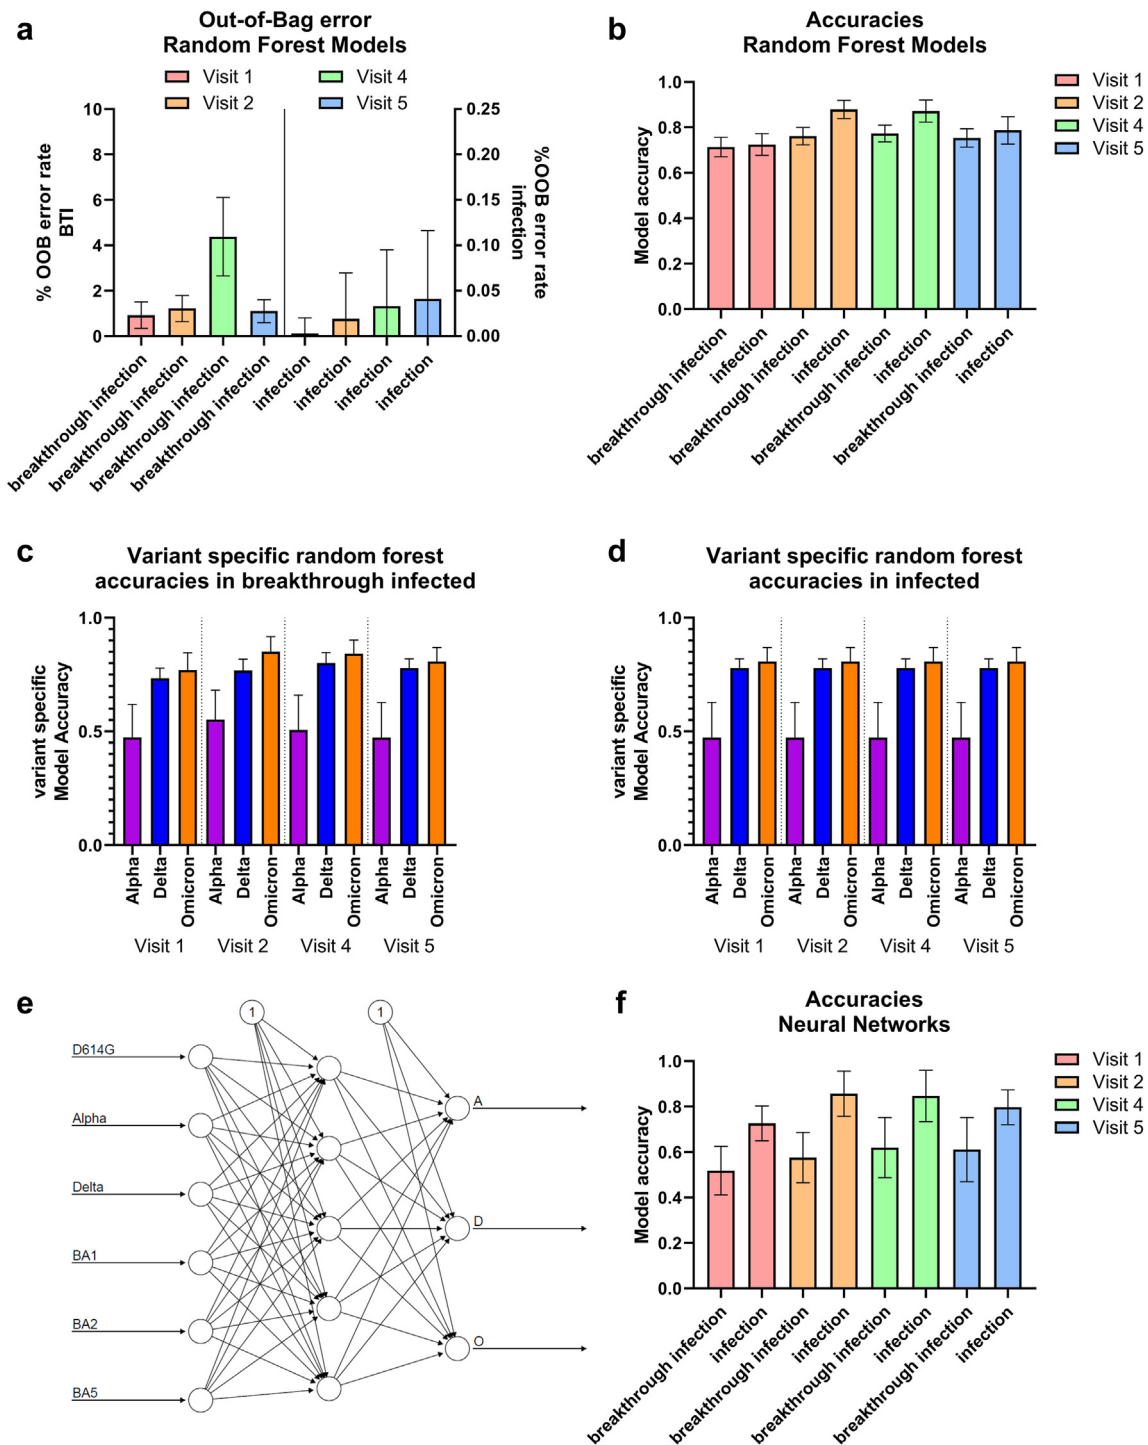 a
Out-of-Bag error
Random Forest Models
Visit 1
Visit 4
Visit 2
Visit 5
% OOB error rate
BTI
10
8
6
4
2
0
0.25
0.20
0.15
0.10
0.05
0.00
%OOB error rate
infection
breakthrough infection
breakthrough infection
breakthrough infection
breakthrough infection
infection
infection
infection
infection
b
Accuracies
Random Forest Models
Model accuracy
1.0
0.8
0.6
0.4
0.2
0.0
Visit 1
Visit 2
Visit 4
Visit 5
breakthrough infection
infection
breakthrough infection
infection
breakthrough infection
infection
breakthrough infection
infection
c
Variant specific random forest
accuracies in breakthrough infected
variant specific
Model Accuracy
1.0
0.5
0.0
Alpha
Delta
Omicron
Alpha
Delta
Omicron
Alpha
Delta
Omicron
Alpha
Delta
Omicron
Visit 1
Visit 2
Visit 4
Visit 5
d
Variant specific random forest
accuracies in infected
variant specific
Model Accuracy
1.0
0.5
0.0
Alpha
Delta
Omicron
Alpha
Delta
Omicron
Alpha
Delta
Omicron
Alpha
Delta
Omicron
Visit 1
Visit 2
Visit 4
Visit 5
e
1
1
D614G
Alpha
Delta
BA1
BA2
BA5
A
D
O
f
Accuracies
Neural Networks
Model accuracy
1.0
0.8
0.6
0.4
0.2
0.0
Visit 1
Visit 2
Visit 4
Visit 5
breakthrough infection
infection
breakthrough infection
infection
breakthrough infection
infection
breakthrough infection
infection